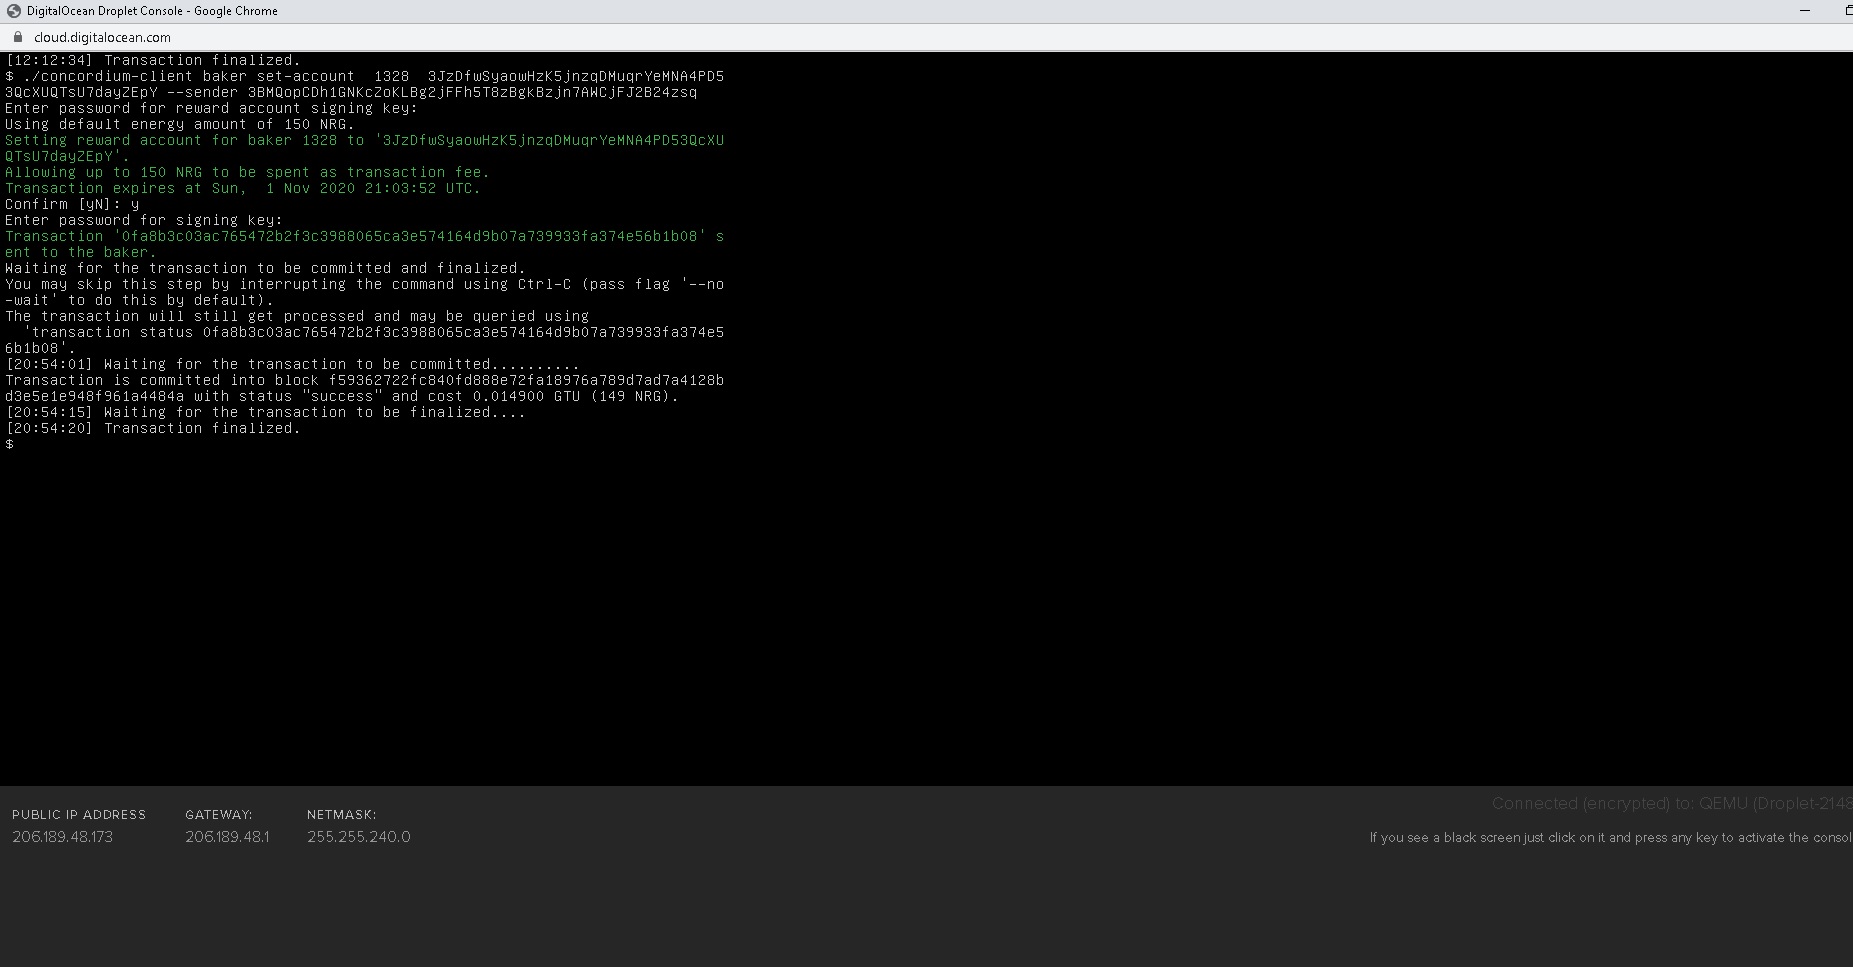 DigitalOcean Droplet Console - Google Chrome
cloud.digitalocean.com
[12:12:34] Transaction finalized.
$ ./concordium-client baker set-account  1328  3JzDfwSyaowHzK5jnzqDMuqrYeMNA4PD5
3QcXUQTsU7dayZEpY --sender 3BMQopCDh1GNKcZoKLBg2jFFh5T8zBgkBzjn7AWCjFJ2B24zsq
Enter password for reward account signing key:
Using default energy amount of 150 NRG.
Setting reward account for baker 1328 to '3JzDfwSyaowHzK5jnzqDMuqrYeMNA4PD53QcXU
QTsU7dayZEpY'.
Allowing up to 150 NRG to be spent as transaction fee.
Transaction expires at Sun,  1 Nov 2020 21:03:52 UTC.
Confirm [yN]: y
Enter password for signing key:
Transaction '0fa8b3c03ac765472b2f3c3988065ca3e574164d9b07a739933fa374e56b1b08' s
ent to the baker.
Waiting for the transaction to be committed and finalized.
You may skip this step by interrupting the command using Ctrl-C (pass flag '--no
-wait' to do this by default).
The transaction will still get processed and may be queried using
  'transaction status 0fa8b3c03ac765472b2f3c3988065ca3e574164d9b07a739933fa374e5
6b1b08'.
[20:54:01] Waiting for the transaction to be committed..........
Transaction is committed into block f59362722fc840fd888e72fa18976a789d7ad7a4128b
d3e5e1e948f961a4484a with status "success" and cost 0.014900 GTU (149 NRG).
[20:54:15] Waiting for the transaction to be finalized....
[20:54:20] Transaction finalized.
$
Connected (encrypted) to: QEMU (Droplet-2148
PUBLIC IP ADDRESS GATEWAY: NETMASK:
206.189.48.173 206.189.48.1 255.255.240.0
If you see a black screen just click on it and press any key to activate the consol